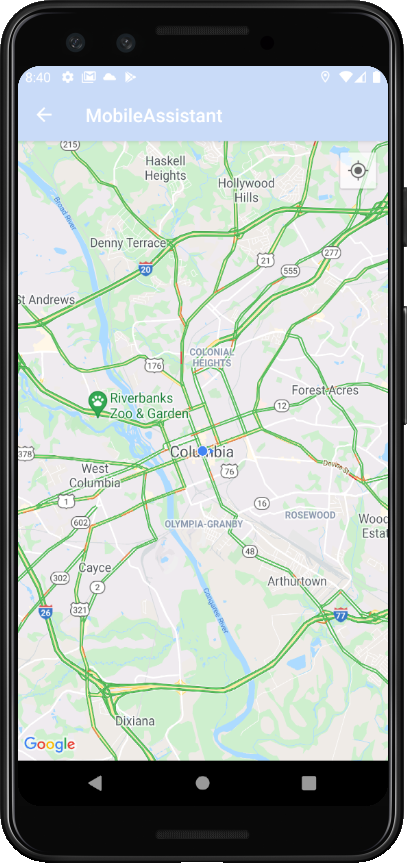 8:40
MobileAssistant
215
Haskell
Heights
Hollywood
Hills
Broad River
Denny Terrace
277
21
20
555
St Andrews
COLONIAL
HEIGHTS
176
Forest Acres
Riverbanks
Zoo & Garden
12
378
Columbia
West
Columbia
76
Devine Street
1
16
602
OLYMPIA-GRANBY
ROSEWOOD
Wood
Estat
48
Cayce
302
2
Arthurtown
321
26
Congaree River
77
Dixiana
Google